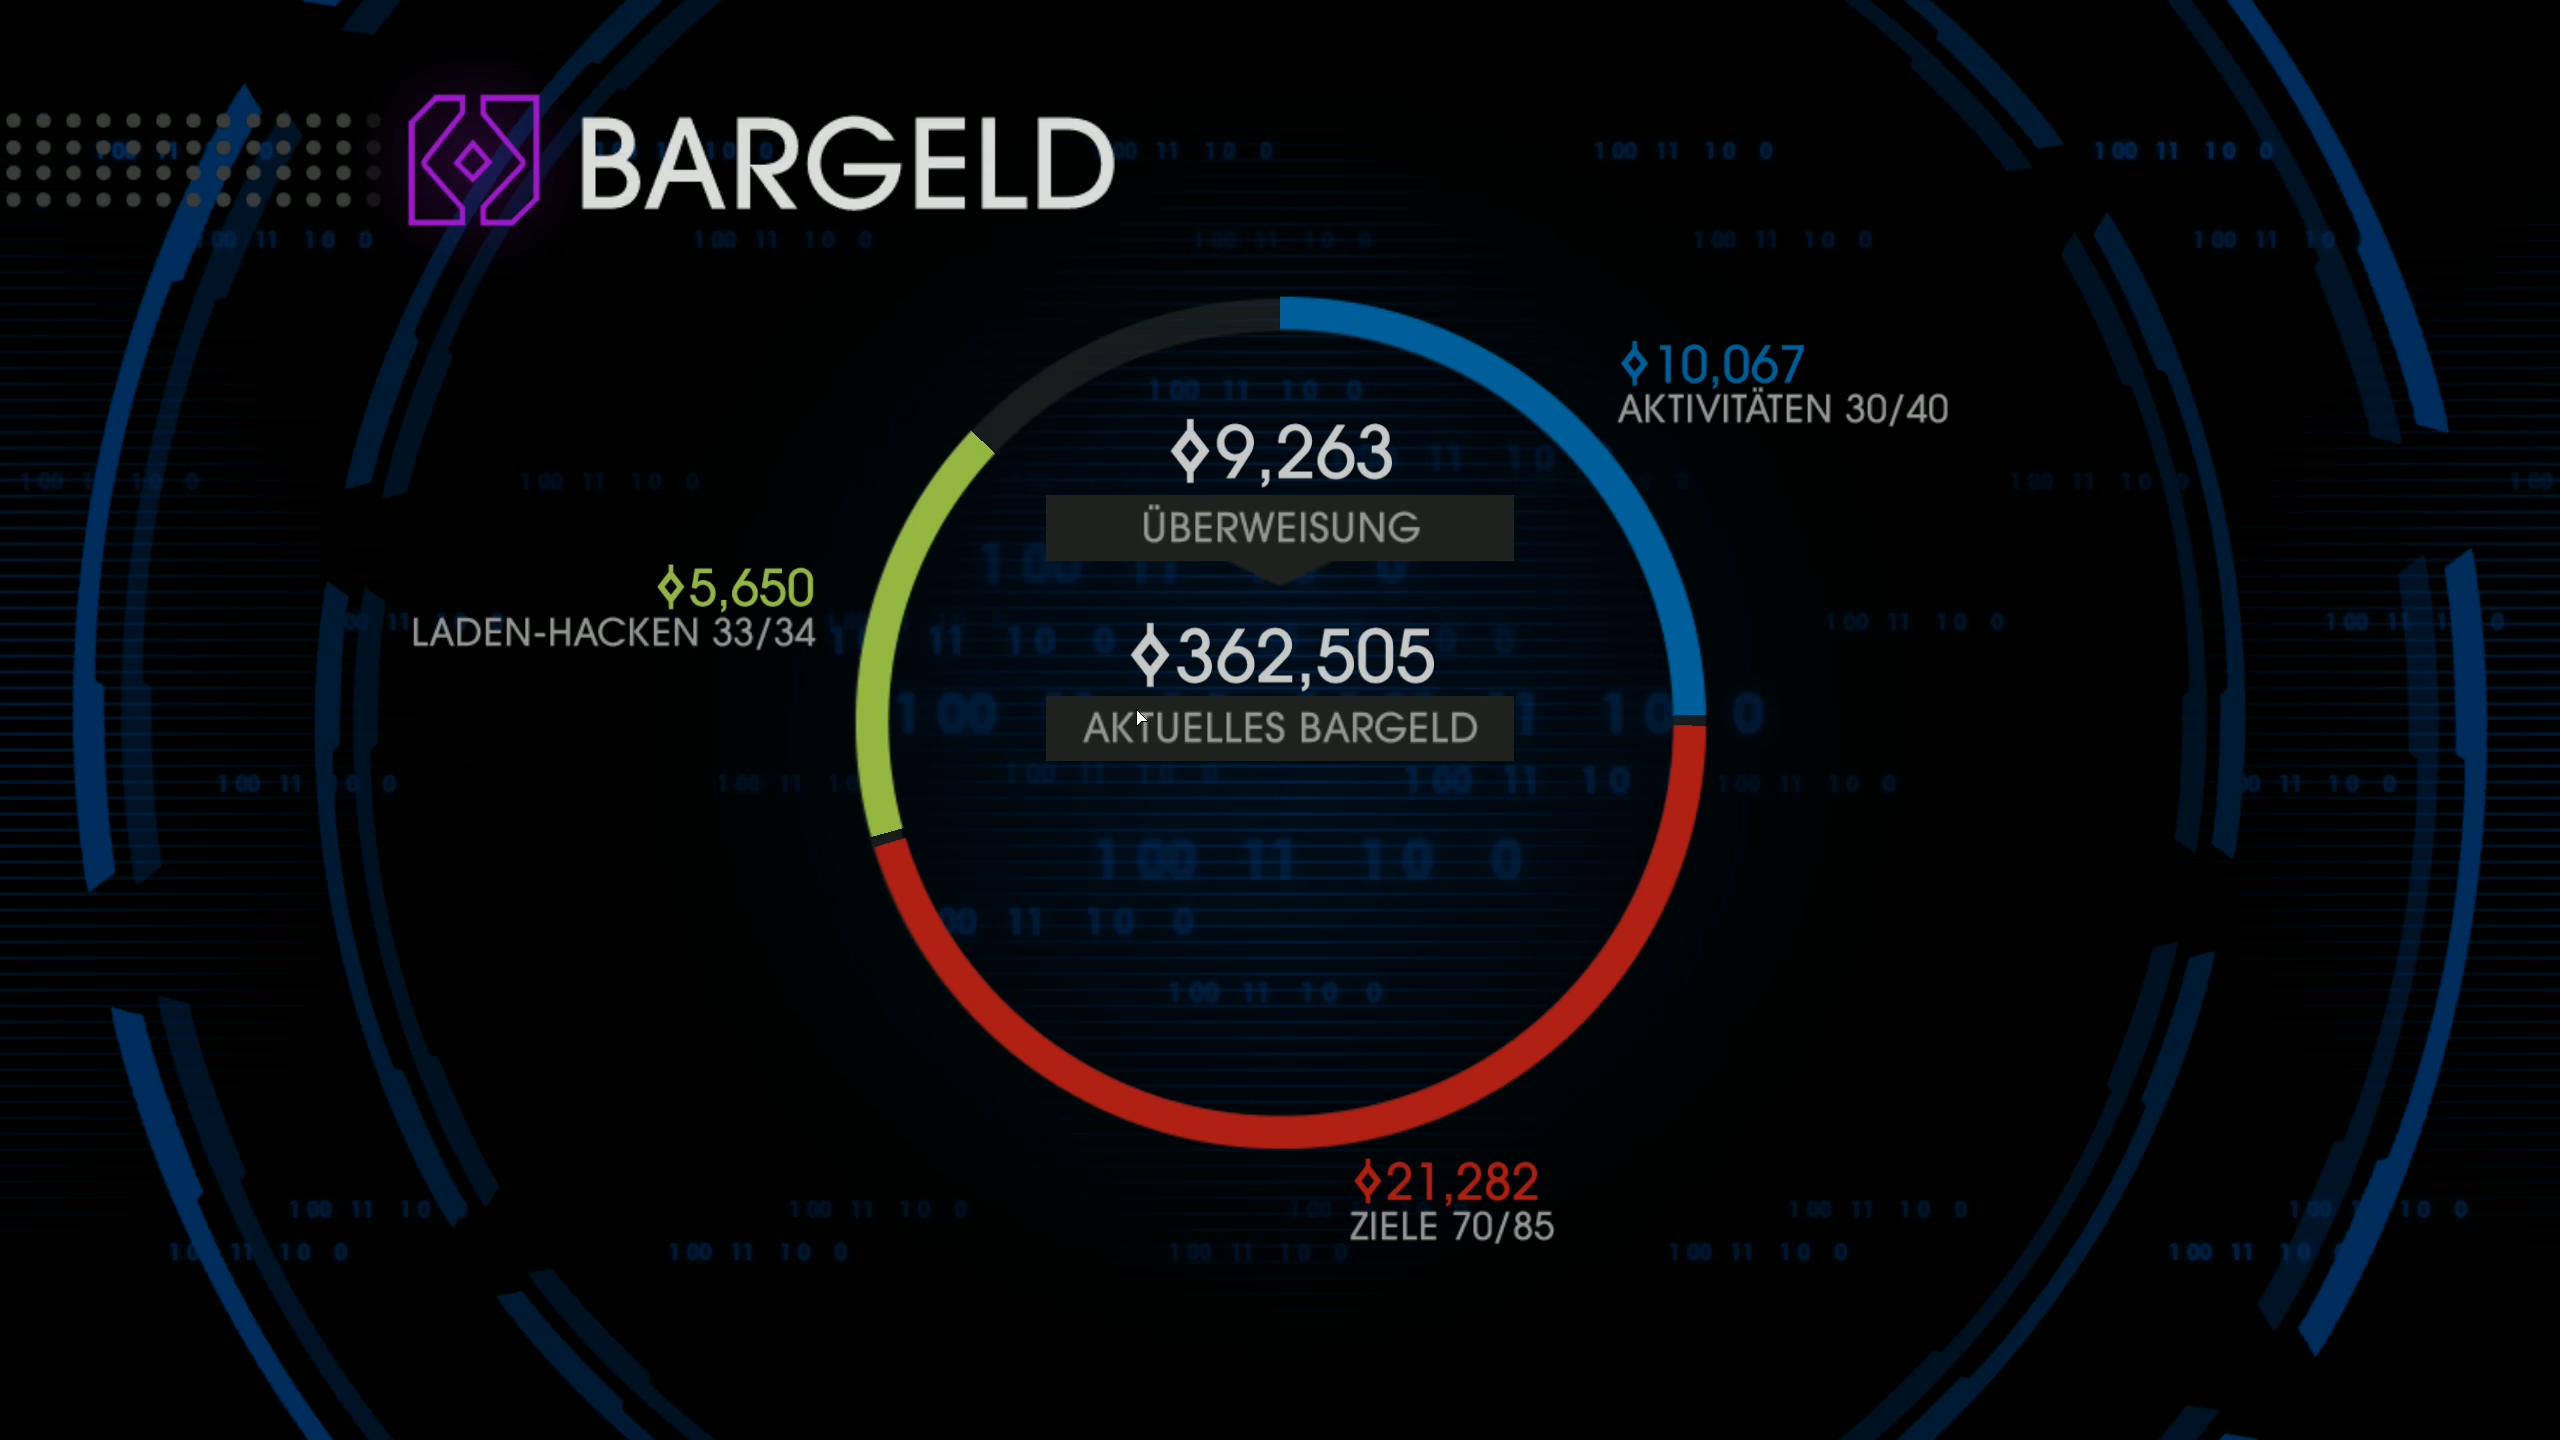 BARGELD
◊10,067
AKTIVITÄTEN 30/40
◊9,263
ÜBERWEISUNG
◊5,650
LADEN-HACKEN 33/34
◊362,505
AKTUELLES BARGELD
◊21,282
ZIELE 70/85